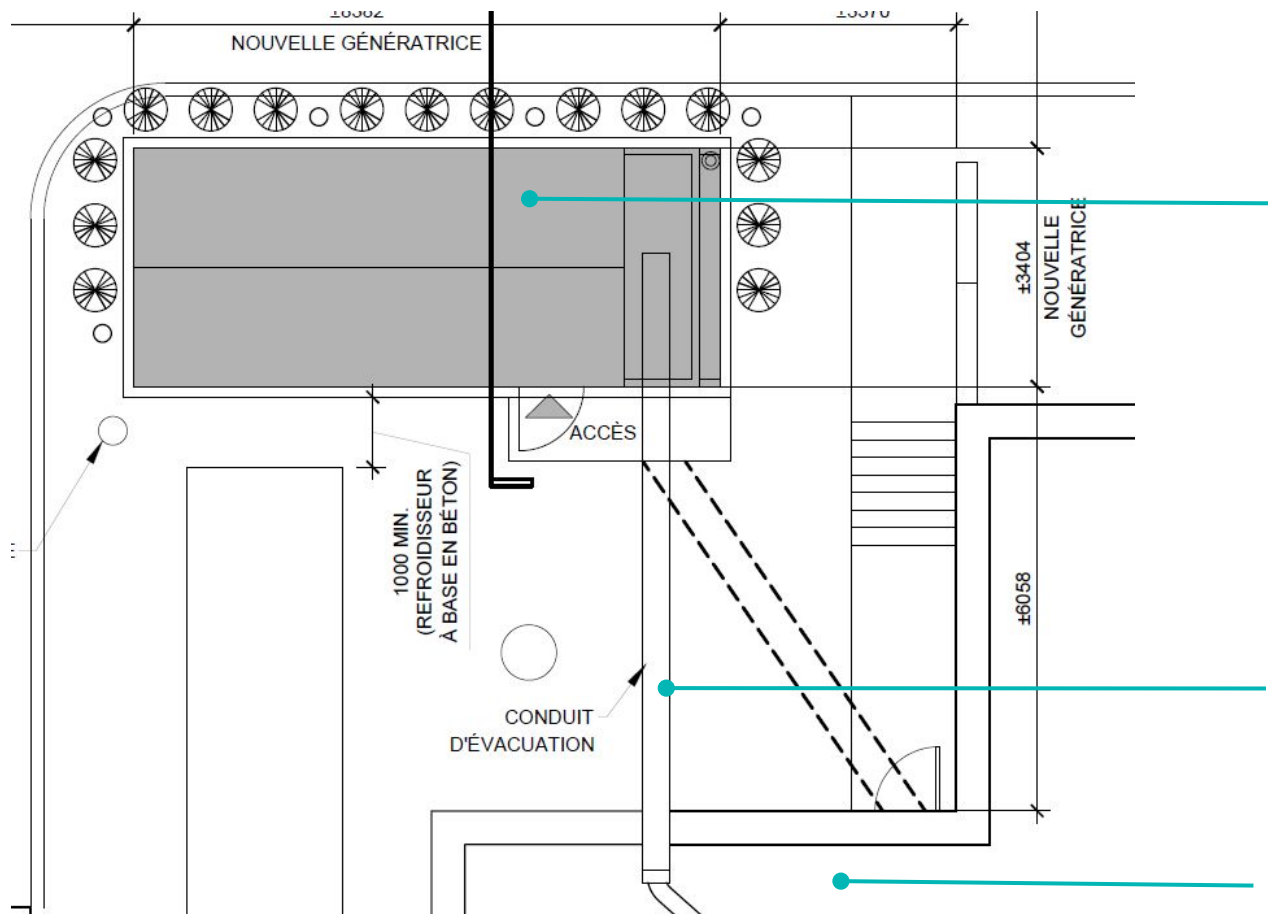 NOUVELLE GÉNÉRATRICE
±3404
NOUVELLE
GÉNÉRATRICE
ACCÈS
1000 MIN.
(REFROIDISSEUR
À BASE EN BÉTON)
±6058
CONDUIT
D'ÉVACUATION